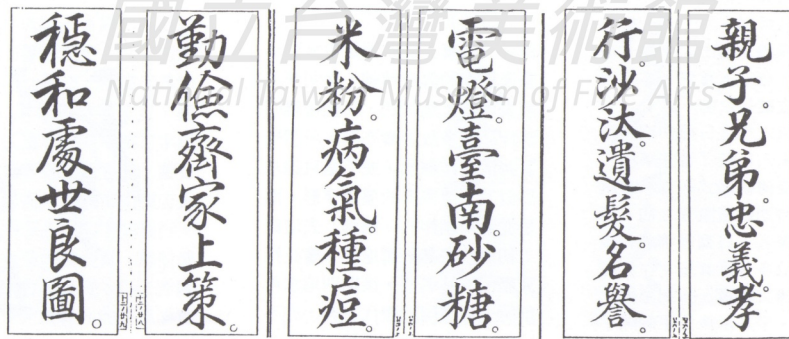 親子。兄弟。忠義。孝
行。沙汰。遺髮。名譽。
電燈。臺南。砂糖。
米粉。病氣。種痘。
勤儉齊家上策。
穩和處世良圖。
國立台灣美術館
National Taiwan Museum of Fine Arts